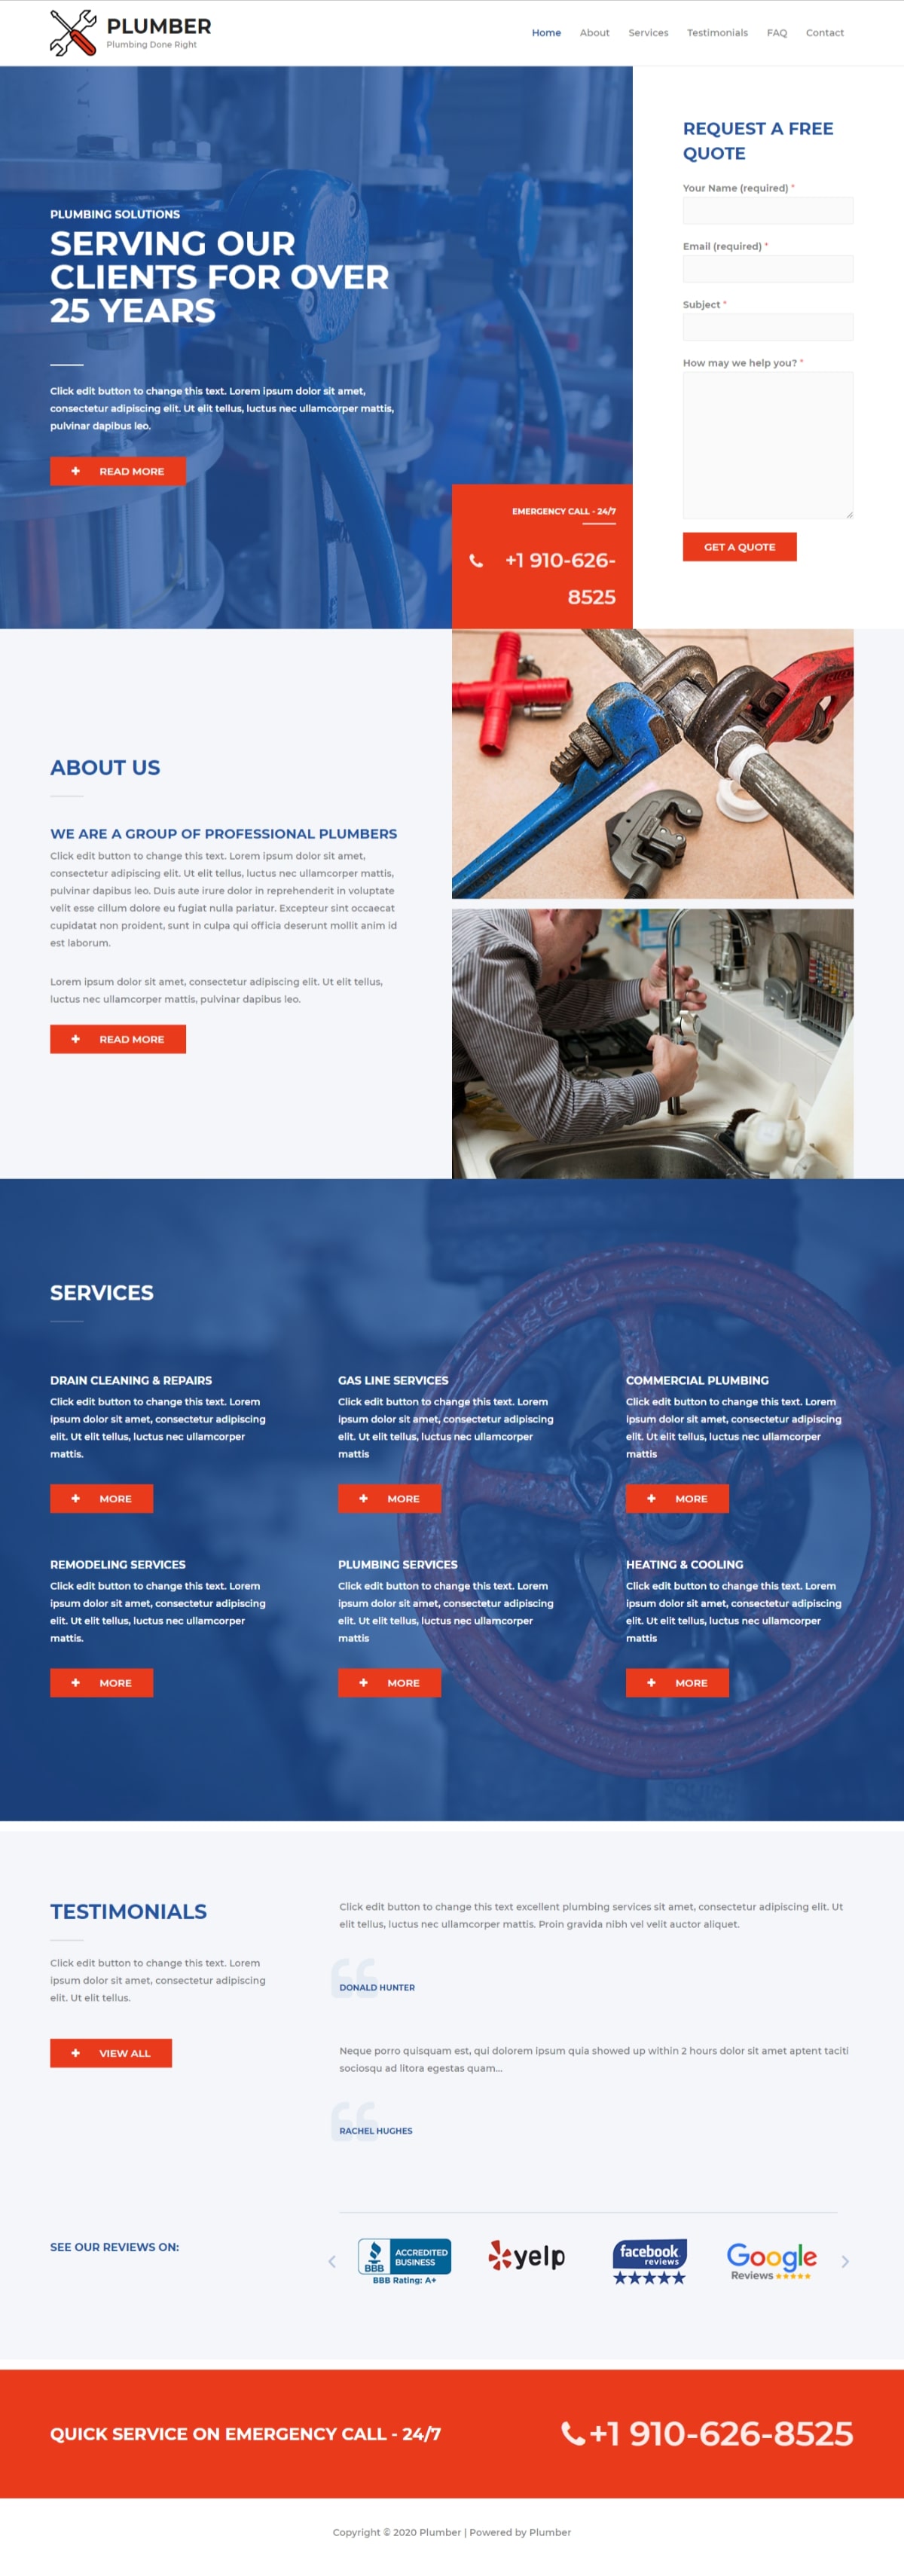 PLUMBER
Plumbing Done Right
Home About Services Testimonials FAQ Contact
PLUMBING SOLUTIONS
SERVING OUR
CLIENTS FOR OVER
25 YEARS
Click edit button to change this text. Lorem ipsum dolor sit amet,
consectetur adipiscing elit. Ut elit tellus, luctus nec ullamcorper mattis,
pulvinar dapibus leo.
READ MORE
EMERGENCY CALL - 24/7
+1 910-626-
8525
REQUEST A FREE
QUOTE
Your Name (required) *
Email (required) *
Subject *
How may we help you? *
GET A QUOTE
ABOUT US
WE ARE A GROUP OF PROFESSIONAL PLUMBERS
Click edit button to change this text. Lorem ipsum dolor sit amet,
consectetur adipiscing elit. Ut elit tellus, luctus nec ullamcorper mattis,
pulvinar dapibus leo. Duis aute irure dolor in reprehenderit in voluptate
velit esse cillum dolore eu fugiat nulla pariatur. Excepteur sint occaecat
cupidatat non proident, sunt in culpa qui officia deserunt mollit anim id
est laborum.
Lorem ipsum dolor sit amet, consectetur adipiscing elit. Ut elit tellus,
luctus nec ullamcorper mattis, pulvinar dapibus leo.
READ MORE
SERVICES
DRAIN CLEANING & REPAIRS
Click edit button to change this text. Lorem
ipsum dolor sit amet, consectetur adipiscing
elit. Ut elit tellus, luctus nec ullamcorper
mattis.
MORE
GAS LINE SERVICES
Click edit button to change this text. Lorem
ipsum dolor sit amet, consectetur adipiscing
elit. Ut elit tellus, luctus nec ullamcorper
mattis
MORE
COMMERCIAL PLUMBING
Click edit button to change this text. Lorem
ipsum dolor sit amet, consectetur adipiscing
elit. Ut elit tellus, luctus nec ullamcorper
mattis
MORE
REMODELING SERVICES
Click edit button to change this text. Lorem
ipsum dolor sit amet, consectetur adipiscing
elit. Ut elit tellus, luctus nec ullamcorper
mattis.
MORE
PLUMBING SERVICES
Click edit button to change this text. Lorem
ipsum dolor sit amet, consectetur adipiscing
elit. Ut elit tellus, luctus nec ullamcorper
mattis
MORE
HEATING & COOLING
Click edit button to change this text. Lorem
ipsum dolor sit amet, consectetur adipiscing
elit. Ut elit tellus, luctus nec ullamcorper
mattis
MORE
TESTIMONIALS
Click edit button to change this text. Lorem
ipsum dolor sit amet, consectetur adipiscing
elit. Ut elit tellus.
VIEW ALL
Click edit button to change this text excellent plumbing services sit amet, consectetur adipiscing elit. Ut
elit tellus, luctus nec ullamcorper mattis. Proin gravida nibh vel velit auctor aliquet.
DONALD HUNTER
Neque porro quisquam est, qui dolorem ipsum quia showed up within 2 hours dolor sit amet aptent taciti
sociosqu ad litora egestas quam...
RACHEL HUGHES
SEE OUR REVIEWS ON:
BBB
ACCREDITED
BUSINESS
BBB Rating: A+
yelp
facebook
reviews
Google
Reviews
QUICK SERVICE ON EMERGENCY CALL - 24/7
+1 910-626-8525
Copyright © 2020 Plumber | Powered by Plumber